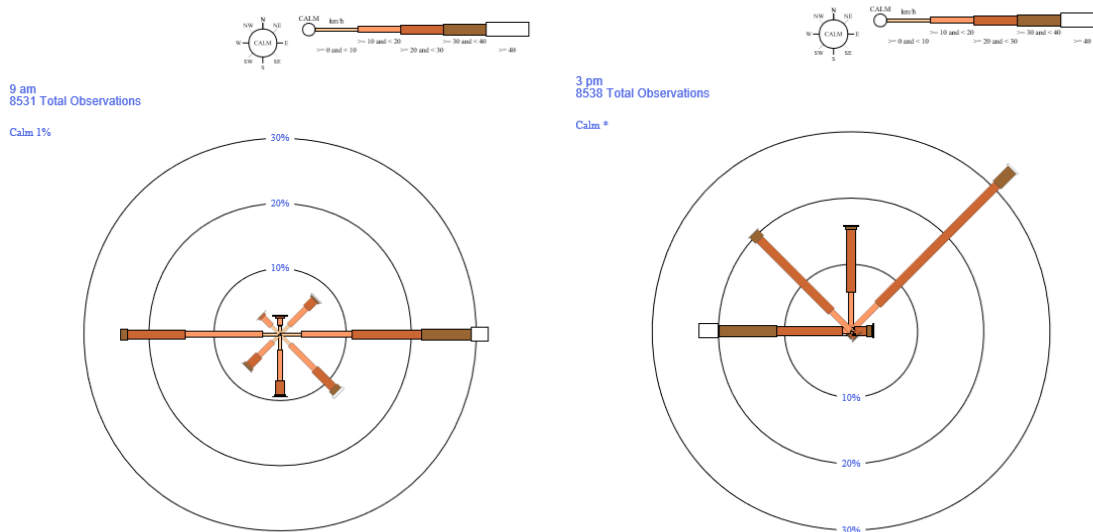 CALM km/h
N
NW NE
W CALM E
SW SE
S
>= 10 and < 20 >= 30 and < 40
>= 0 and < 10 >= 20 and < 30 >= 40
9 am
8531 Total Observations
Calm 1%
30%
20%
10%
CALM km/h
N
NW NE
W CALM E
SW SE
S
>= 10 and < 20 >= 30 and < 40
>= 0 and < 10 >= 20 and < 30 >= 40
3 pm
8538 Total Observations
Calm *
10%
20%
30%